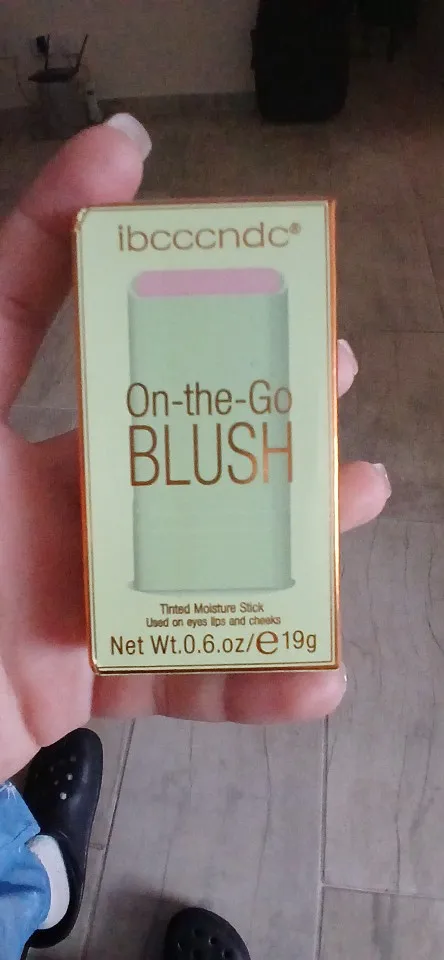 ibcccndc®
On-the-Go
BLUSH
Tinted Moisture Stick
Used on eyes lips and cheeks
Net Wt.0.6.oz/℮19g